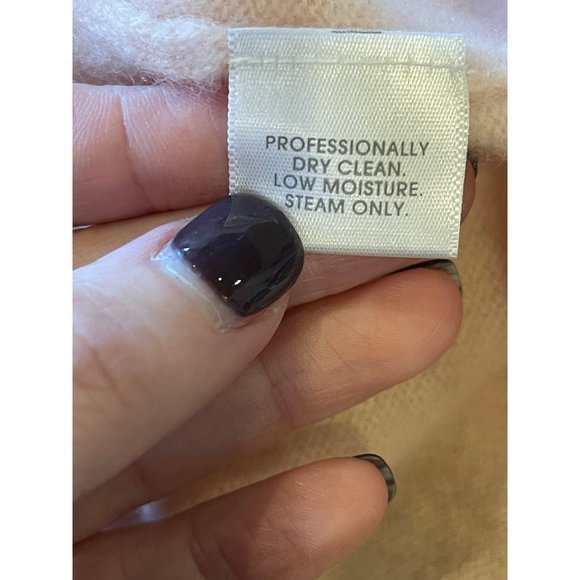 PROFESSIONALLY
DRY CLEAN.
LOW MOISTURE.
STEAM ONLY.